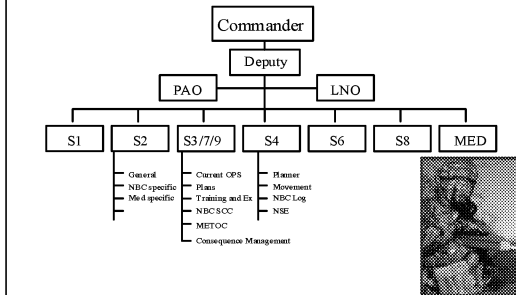 Commander
Deputy
PAO
LNO
S1
S2
S3/7/9
S4
S6
S8
MED
General
NBC specific
Med specific
Current OPS
Plans
Training and Ex
NBC SCC
METOC
Consequence Management
Planner
Movement
NBC Log
NSE